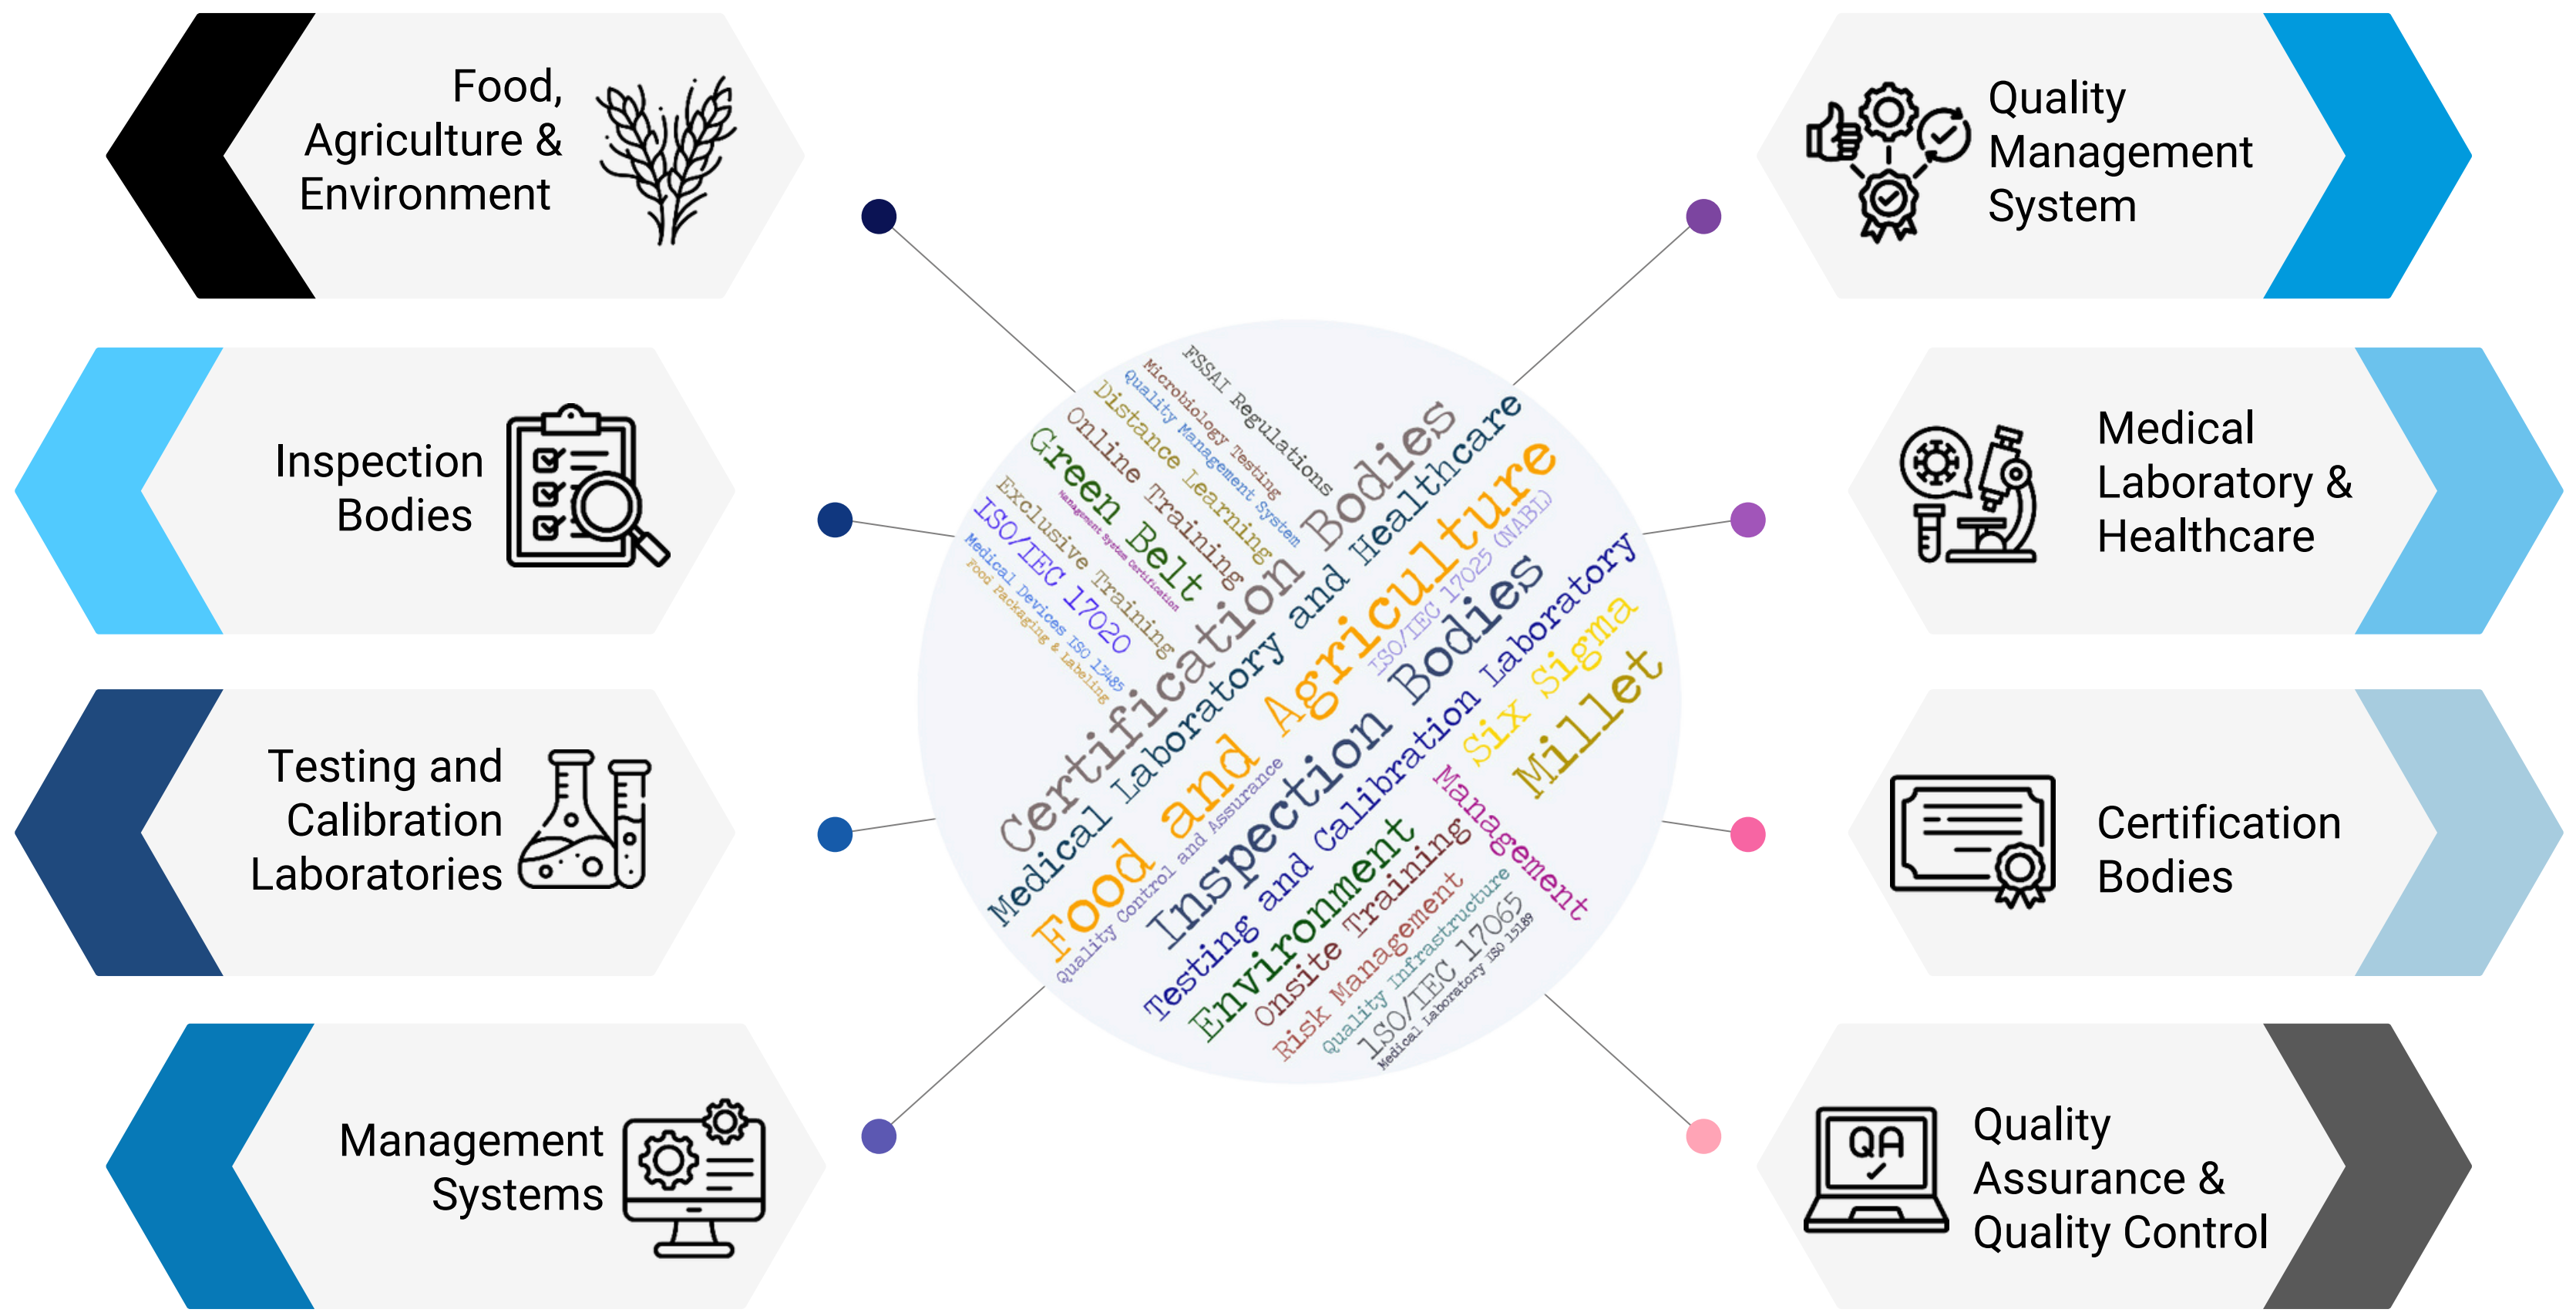 Food,
Agriculture &
Environment
Inspection
Bodies
Testing and
Calibration
Laboratories
Management
Systems
FSSAI Regulations
Microbiology Testing
Quality Management System
Distance Learning
Online Training
Green Belt
Management System Certification
Exclusive Training
ISO/IEC 17020
Medical Devices ISO 13485
Food Packaging & Labeling
Certification Bodies
Medical Laboratory and Healthcare
Food and Agriculture
ISO/IEC 17025 (NABL)
Quality Control and Assurance
Inspection Bodies
Testing and Calibration Laboratory
Six Sigma
Millet
Management
Environment
Onsite Training
Risk Management
Quality Infrastructure
ISO/IEC 17065
Medical Laboratory ISO 15189
Quality
Management
System
Medical
Laboratory &
Healthcare
Certification
Bodies
QA
Quality
Assurance &
Quality Control